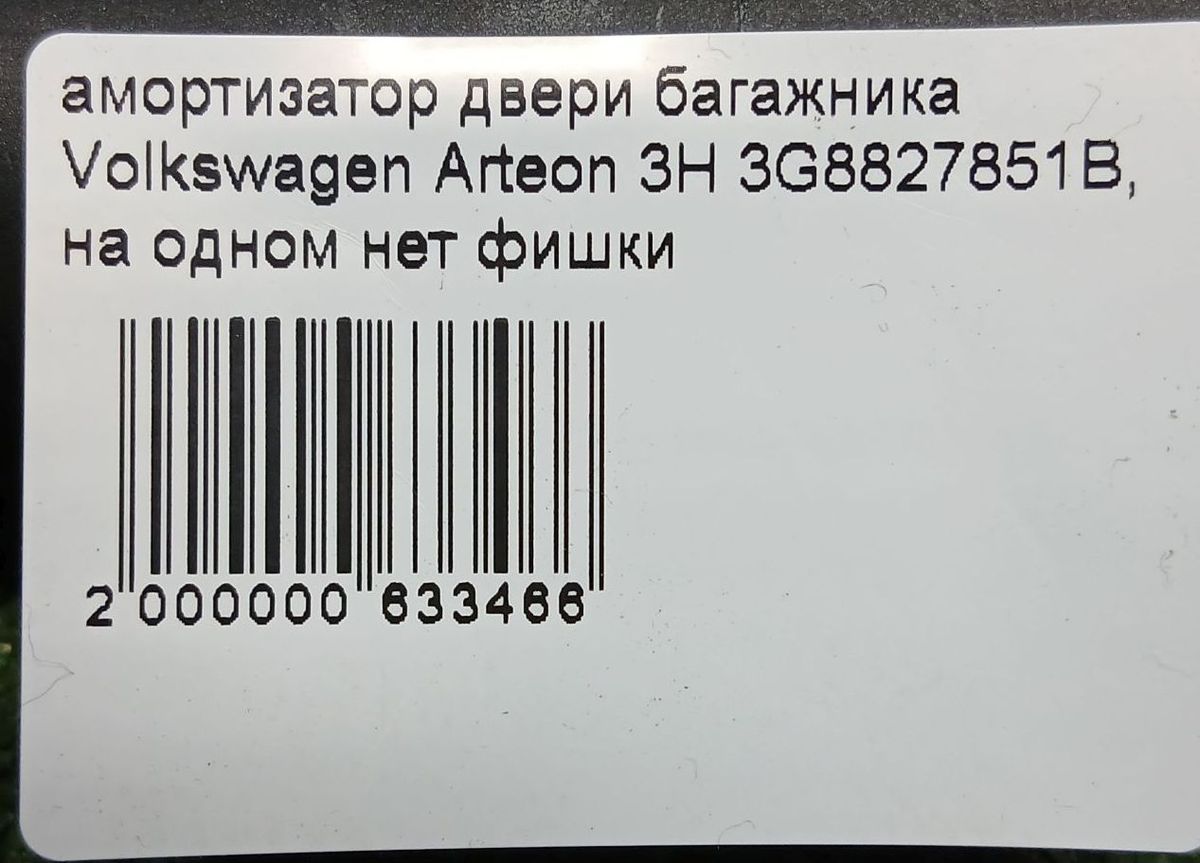 амортизатор двери багажника
Volkswagen Arteon 3H 3G8827851B,
на одном нет фишки
2 000000 633466